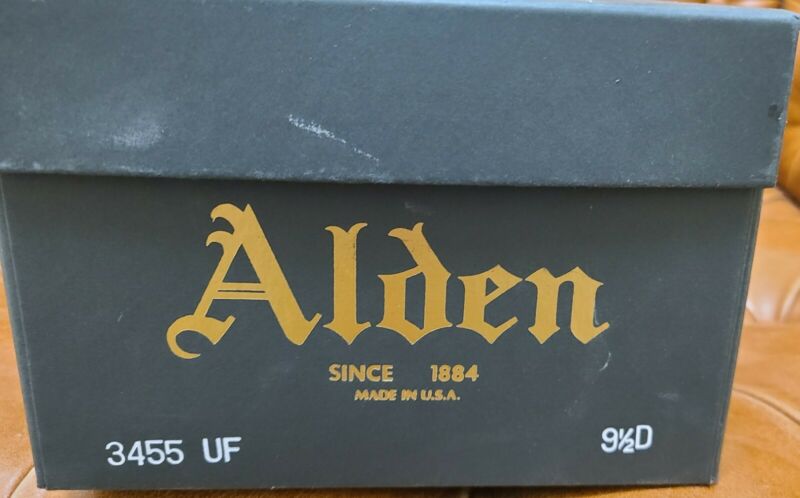 Alden
SINCE 1884
MADE IN U.S.A.
3455 UF 9½D